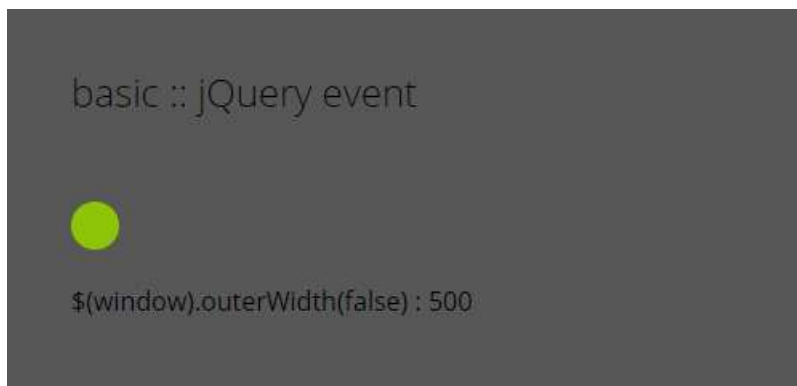 basic :: jQuery event
$(window).outerWidth(false) : 500